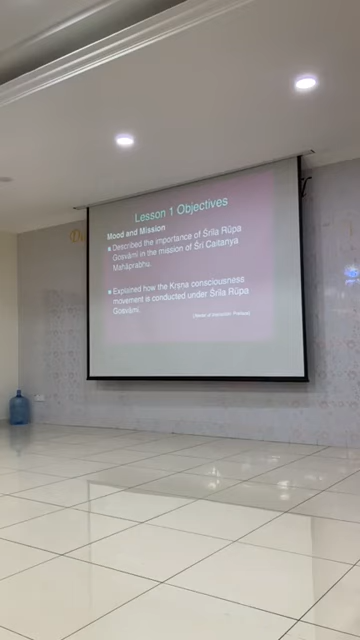 Lesson 1 Objectives
Mood and Mission
Described the importance of Śrīla Rūpa
Gosvāmī in the mission of Śrī Caitanya
Mahāprabhu.
Explained how the Kṛṣṇa consciousness
movement is conducted under Śrīla Rūpa
Gosvāmī.